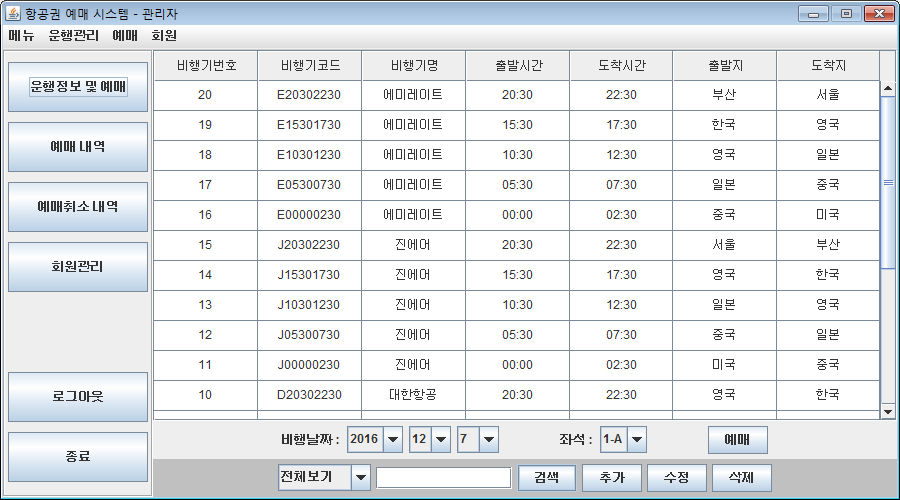 항공권 예매 시스템 - 관리자
메뉴 운행관리 예매 회원
운행정보 및 예매
예매 내역
예매취소 내역
회원관리
로그아웃
종료
비행기번호 비행기코드 비행기명 출발시간 도착시간 출발지 도착지
20 E20302230 에미레이트 20:30 22:30 부산 서울
19 E15301730 에미레이트 15:30 17:30 한국 영국
18 E10301230 에미레이트 10:30 12:30 영국 일본
17 E05300730 에미레이트 05:30 07:30 일본 중국
16 E00000230 에미레이트 00:00 02:30 중국 미국
15 J20302230 진에어 20:30 22:30 서울 부산
14 J15301730 진에어 15:30 17:30 영국 한국
13 J10301230 진에어 10:30 12:30 일본 영국
12 J05300730 진에어 05:30 07:30 중국 일본
11 J00000230 진에어 00:00 02:30 미국 중국
10 D20302230 대한항공 20:30 22:30 영국 한국
비행날짜 : 2016 12 7 좌석 : 1-A 예매
전체보기 검색 추가 수정 삭제